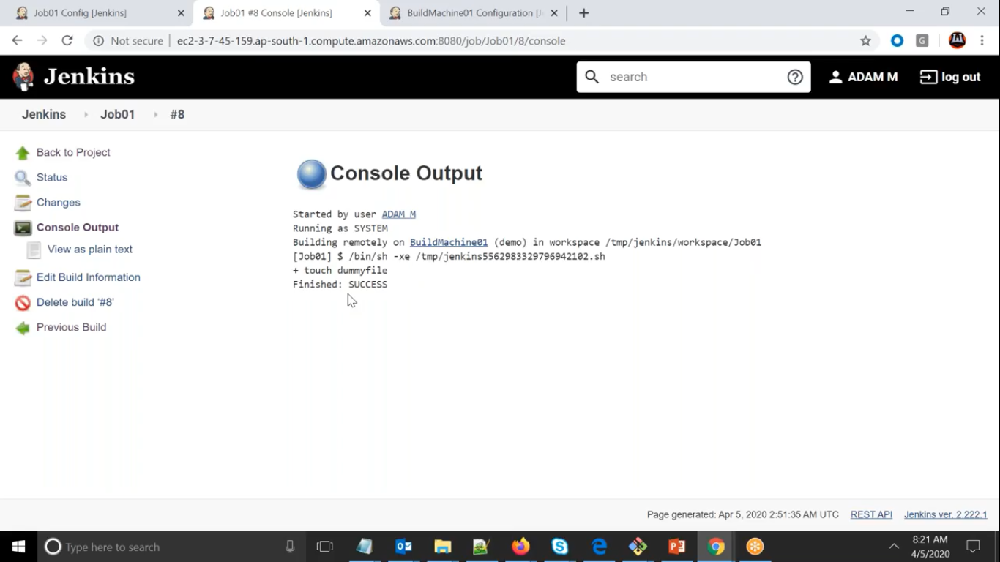 Job01 Config [Jenkins]
Job01 #8 Console [Jenkins]
BuildMachine01 Configuration [J
Not secure
ec2-3-7-45-159.ap-south-1.compute.amazonaws.com:8080/job/Job01/8/console
G
Jenkins
search
ADAM M
log out
Jenkins
Job01
#8
Back to Project
Status
Changes
Console Output
View as plain text
Edit Build Information
Delete build ‘#8’
Previous Build
Console Output
Started by user ADAM M
Running as SYSTEM
Building remotely on BuildMachine01 (demo) in workspace /tmp/jenkins/workspace/Job01
[Job01] $ /bin/sh -xe /tmp/jenkins5562983329796942102.sh
+ touch dummyfile
Finished: SUCCESS
Page generated: Apr 5, 2020 2:51:35 AM UTC
REST API
Jenkins ver. 2.222.1
Type here to search
8:21 AM
4/5/2020